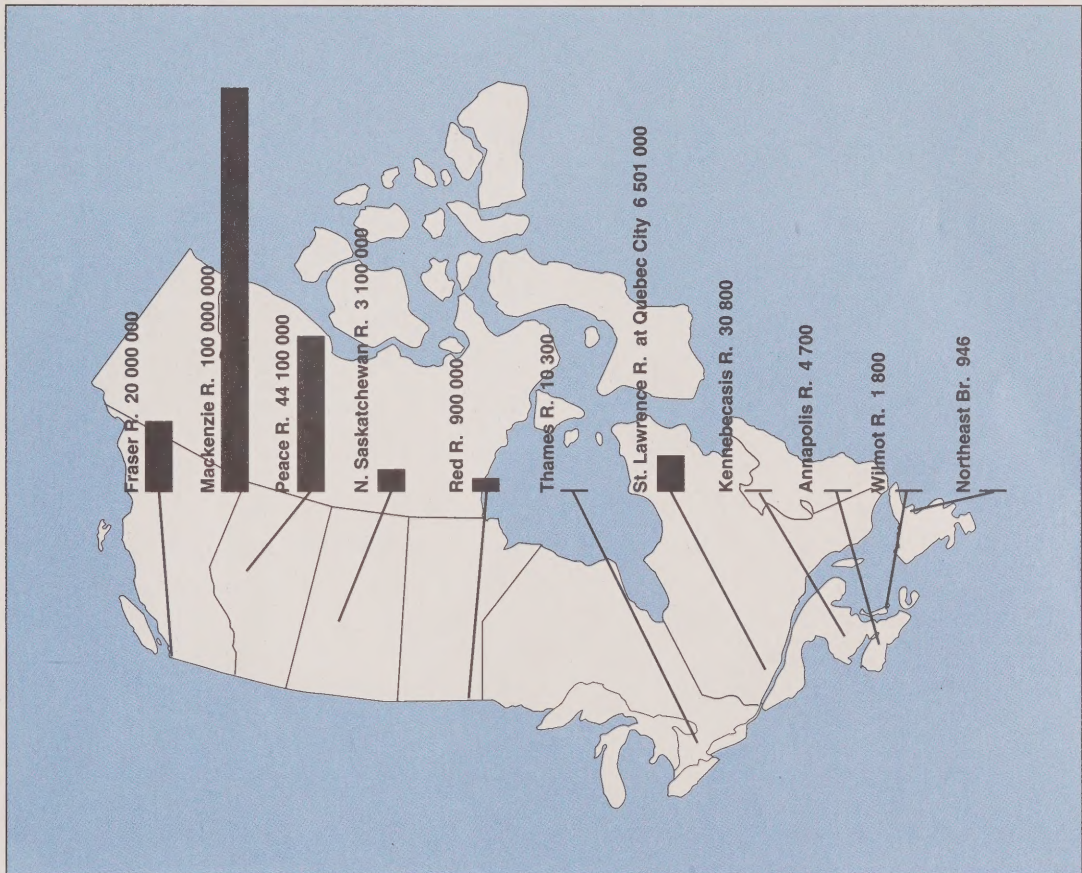 Fraser R. 20 000 000
Mackenzie R. 100 000 000
Peace R. 44 100 000
N. Saskatchewan R. 3 100 000
Red R. 900 000
Thames R. 10 300
St. Lawrence R. at Quebec City 6 501 000
Kennebecasis R. 30 800
Annapolis R. 4 700
Wilmot R. 1 800
Northeast Br. 946